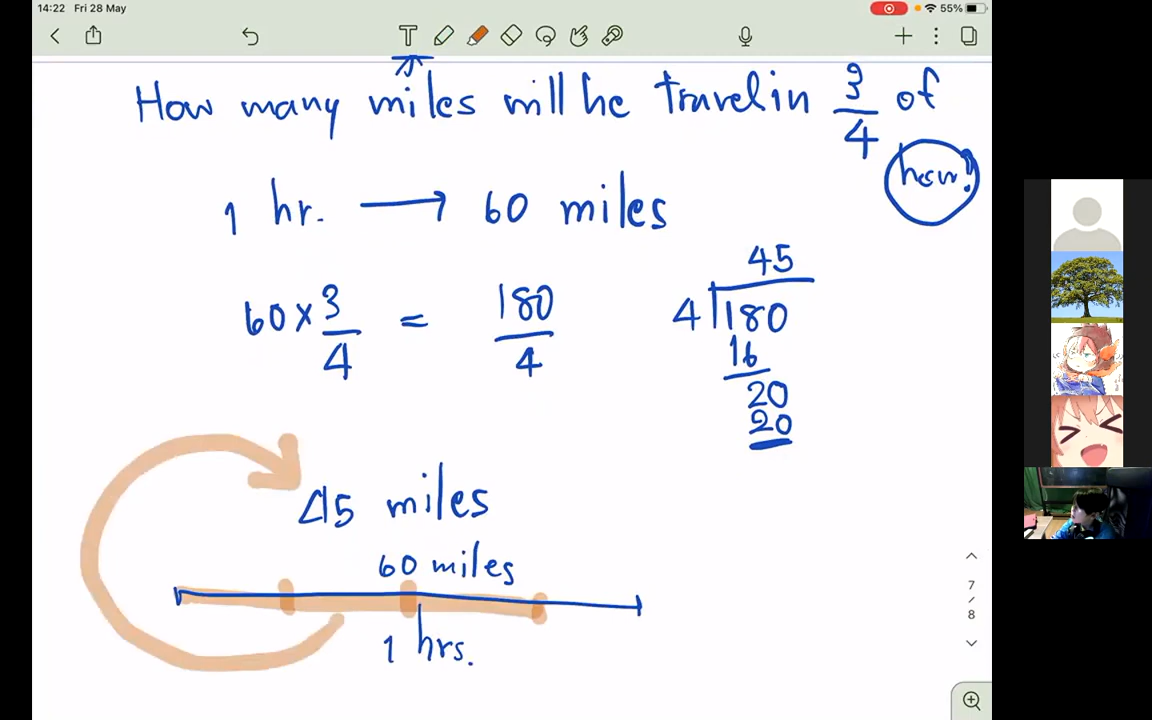 14:22 Fri 28 May
55%
T
How many miles will he travel in 3/4 of
hour?
1 hr. → 60 miles
60 × 3/4 = 180/4
45
4 180
16
20
20
45 miles
60 miles
1 hrs.
7
/
8